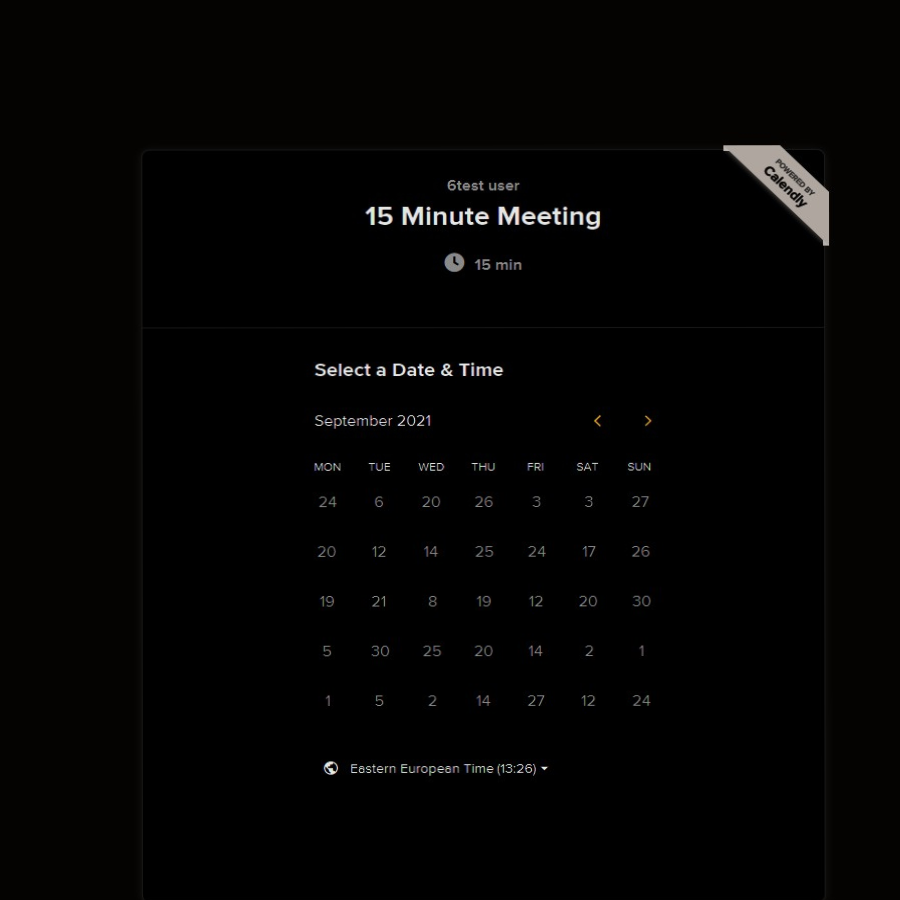 POWERED BY
Calendly
6test user
15 Minute Meeting
15 min
Select a Date & Time
September 2021
MON TUE WED THU FRI SAT SUN
24 6 20 26 3 3 27
20 12 14 25 24 17 26
19 21 8 19 12 20 30
5 30 25 20 14 2 1
1 5 2 14 27 12 24
Eastern European Time (13:26)